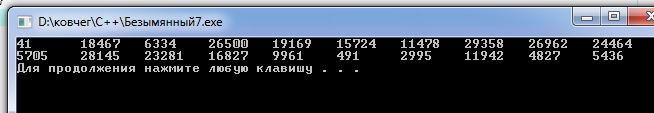 D:\ковчег\C++\Безымянный7.exe
41 18467 6334 26500 19169 15724 11478 29358 26962 24464
5705 28145 23281 16827 9961 491 2995 11942 4827 5436
Для продолжения нажмите любую клавишу . . .